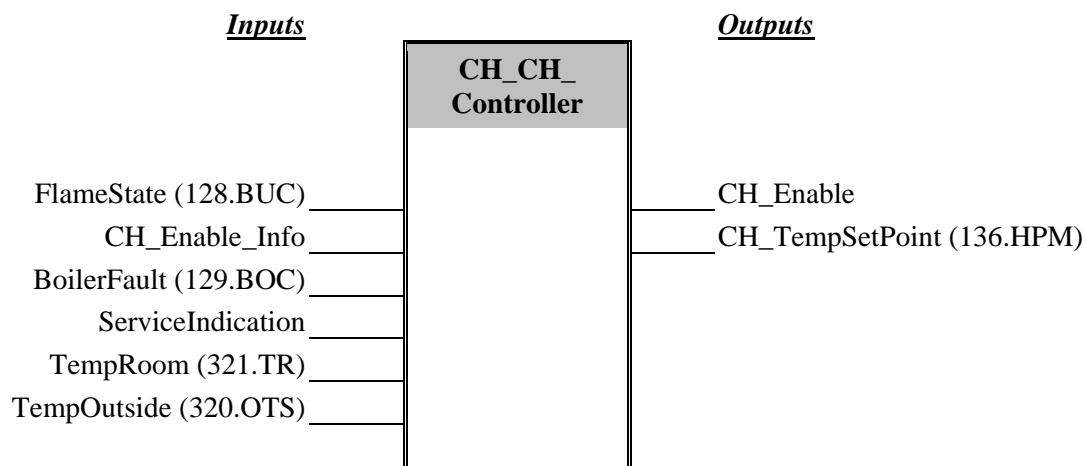 Inputs
Outputs
CH_CH_
Controller
FlameState (128.BUC)
CH_Enable
CH_Enable_Info
CH_TempSetPoint (136.HPM)
BoilerFault (129.BOC)
ServiceIndication
TempRoom (321.TR)
TempOutside (320.OTS)